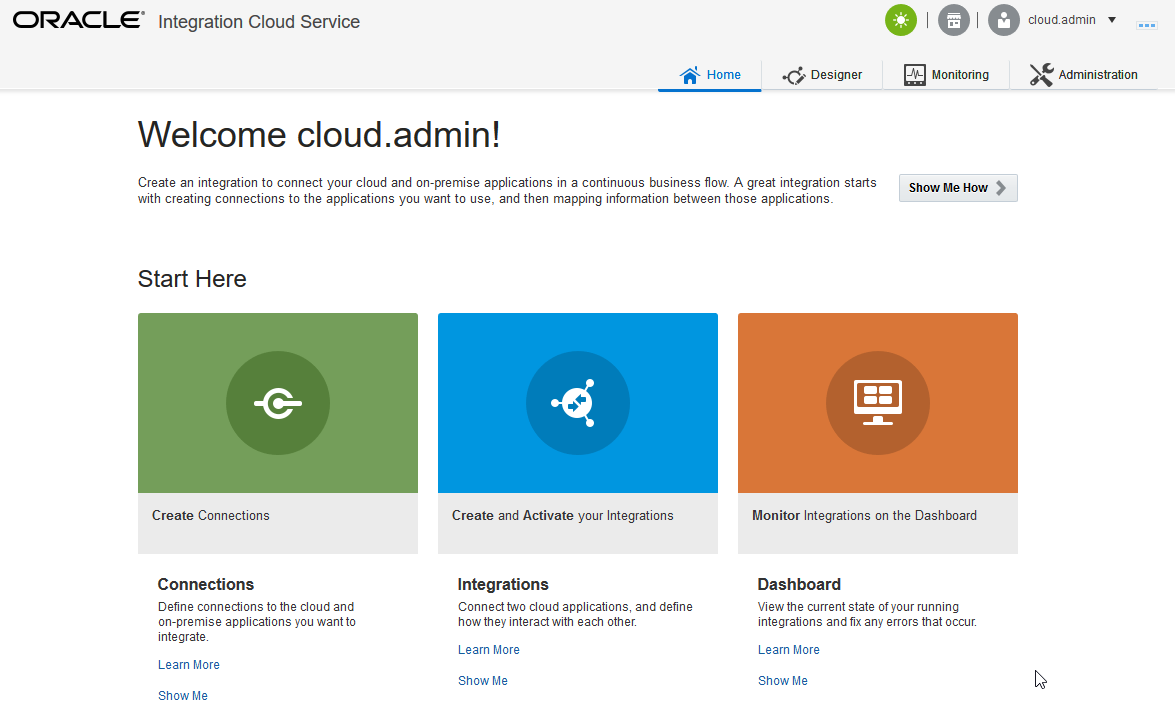 ORACLE Integration Cloud Service
cloud.admin
Home
Designer
Monitoring
Administration
Welcome cloud.admin!
Create an integration to connect your cloud and on-premise applications in a continuous business flow. A great integration starts
with creating connections to the applications you want to use, and then mapping information between those applications.
Show Me How
Start Here
Create Connections
Create and Activate your Integrations
Monitor Integrations on the Dashboard
Connections
Define connections to the cloud and
on-premise applications you want to
integrate.
Learn More
Show Me
Integrations
Connect two cloud applications, and define
how they interact with each other.
Learn More
Show Me
Dashboard
View the current state of your running
integrations and fix any errors that occur.
Learn More
Show Me